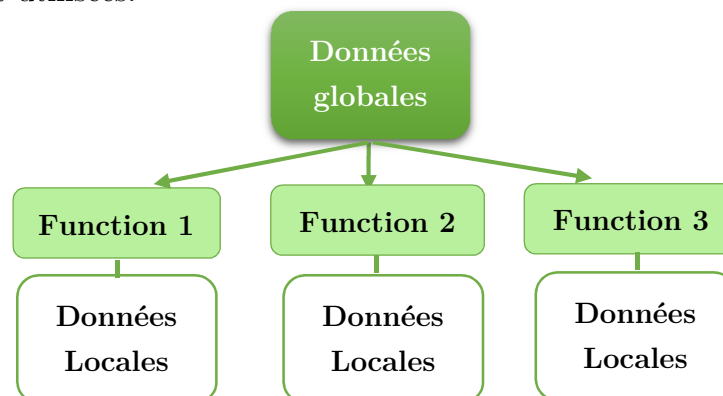 Données
globales
Function 1
Function 2
Function 3
Données
Locales
Données
Locales
Données
Locales